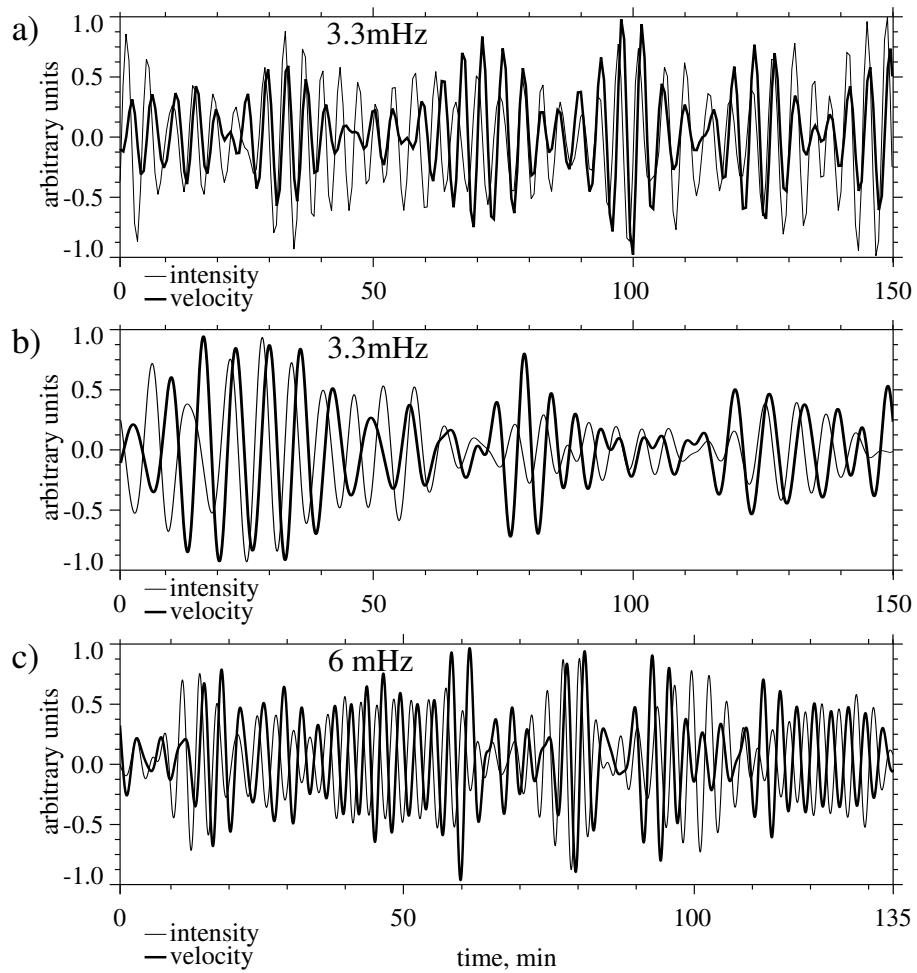 a)
3.3mHz
1.0
0.5
0.0
-0.5
-1.0
arbitrary units
0 50 100 150
intensity
velocity
b)
3.3mHz
1.0
0.5
0.0
-0.5
-1.0
arbitrary units
0 50 100 150
intensity
velocity
c)
6 mHz
1.0
0.5
0.0
-0.5
-1.0
arbitrary units
0 50 100 135
intensity
velocity
time, min